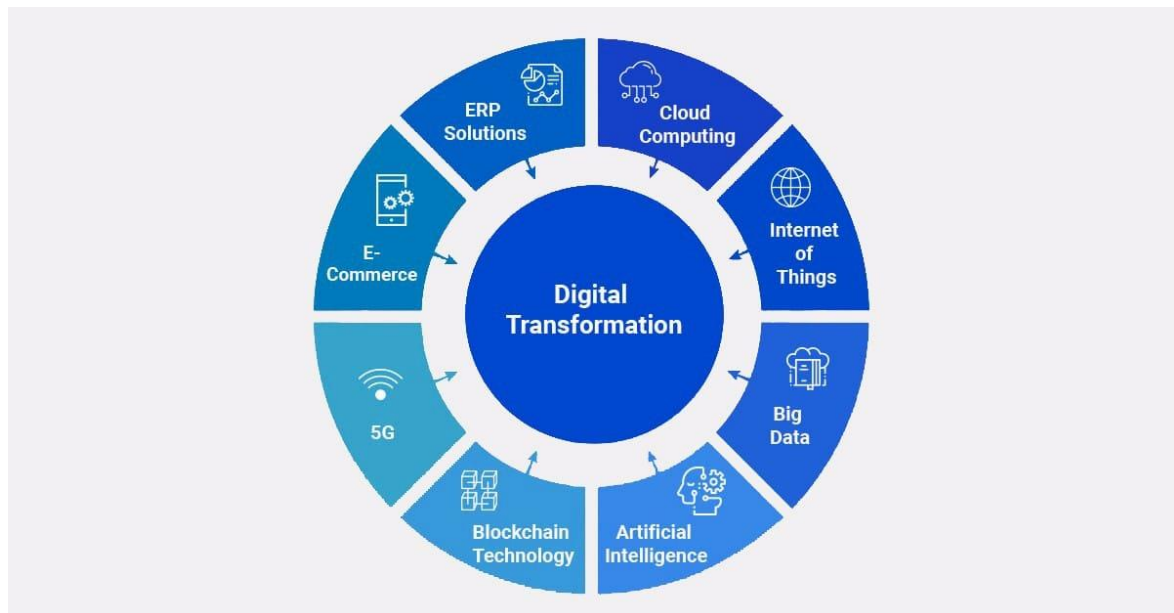 ERP
Solutions
Cloud
Computing
Internet
of
Things
Big
Data
Artificial
Intelligence
Blockchain
Technology
5G
E-
Commerce
Digital
Transformation